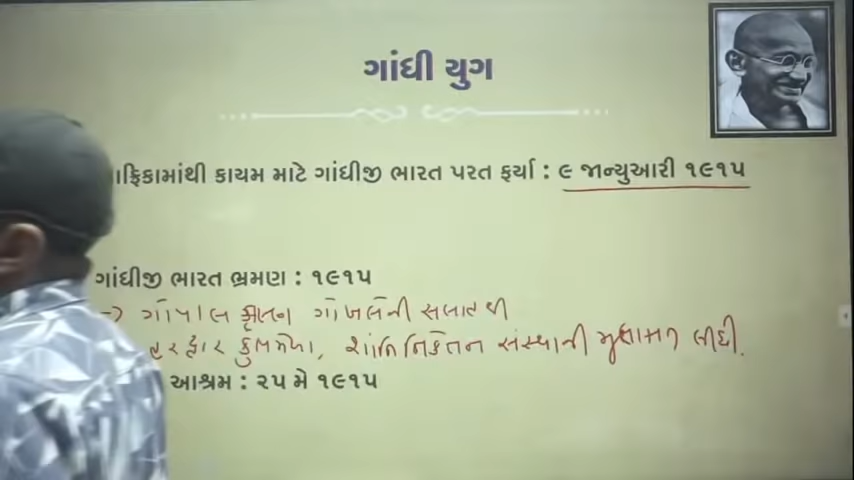 ગાંધી યુગ
ફ્રિકામાંથી કાયમ માટે ગાંધીજી ભારત પરત ફર્યા : ૯ જાન્યુઆરી ૧૯૧૫
ગાંધીજી ભારત ભ્રમણ : ૧૯૧૫
→ ગોપાલ કૃષ્ણ ગોખલેની સલાહથી
હરદ્વાર કુંભમેળા, શાંતિનિકેતન સંસ્થાની મુલાકાત લીધી.
આશ્રમ : ૨૫ મે ૧૯૧૫